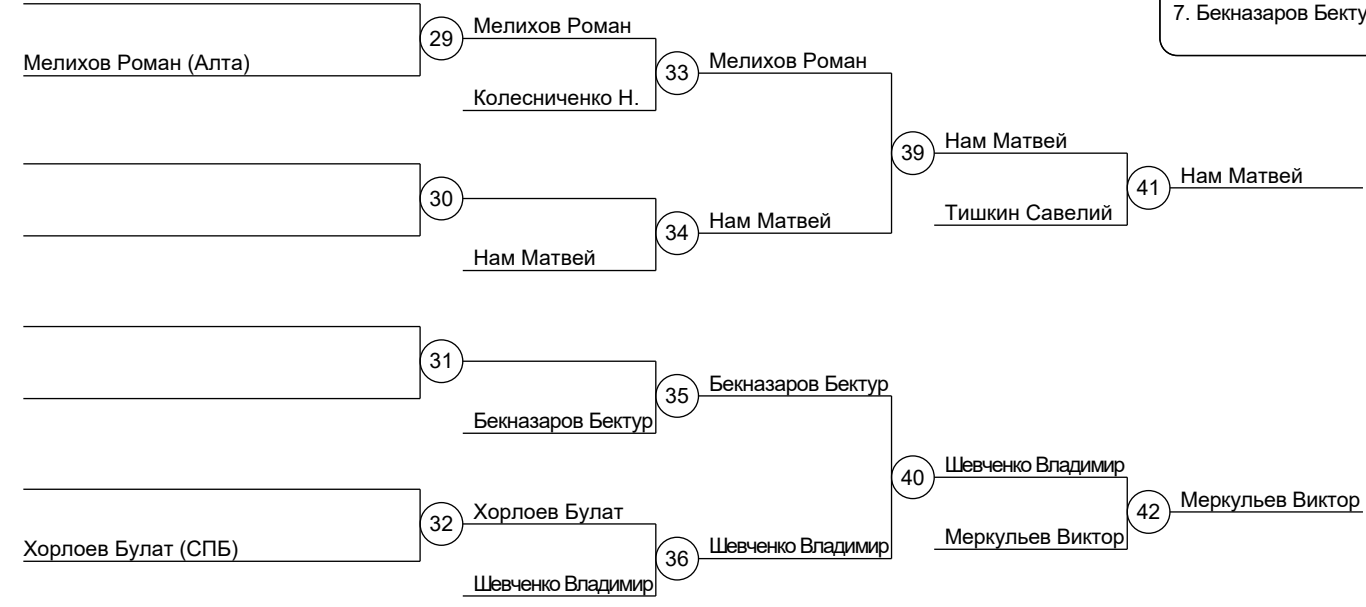 7. Бекназаров Бекту
29
Мелихов Роман
Мелихов Роман (Алта)
33
Мелихов Роман
Колесниченко Н.
39
Нам Матвей
30
41
Нам Матвей
Тишкин Савелий
34
Нам Матвей
Нам Матвей
31
35
Бекназаров Бектур
Бекназаров Бектур
40
Шевченко Владимир
32
Хорлоев Булат
42
Меркульев Виктор
Хорлоев Булат (СПБ)
36
Шевченко Владимир
Меркульев Виктор
Шевченко Владимир